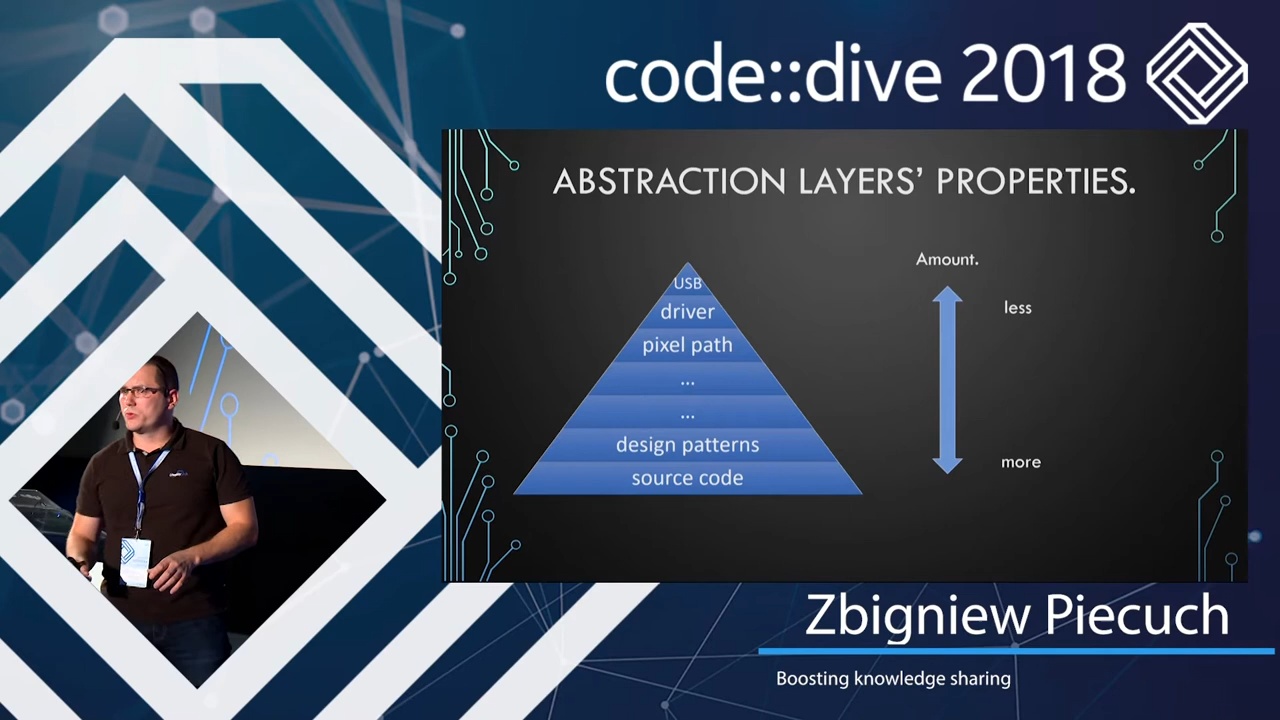 code::dive 2018
ABSTRACTION LAYERS' PROPERTIES.
USB
driver
pixel path
...
...
design patterns
source code
Amount.
less
more
Zbigniew Piecuch
Boosting knowledge sharing